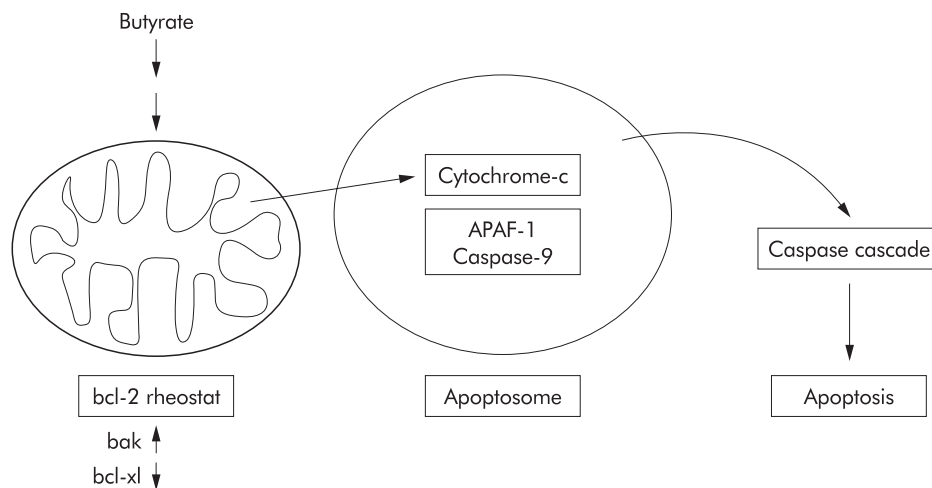 Butyrate
Cytochrome-c
APAF-1
Caspase-9
Caspase cascade
bcl-2 rheostat
Apoptosome
Apoptosis
bak
bcl-xl